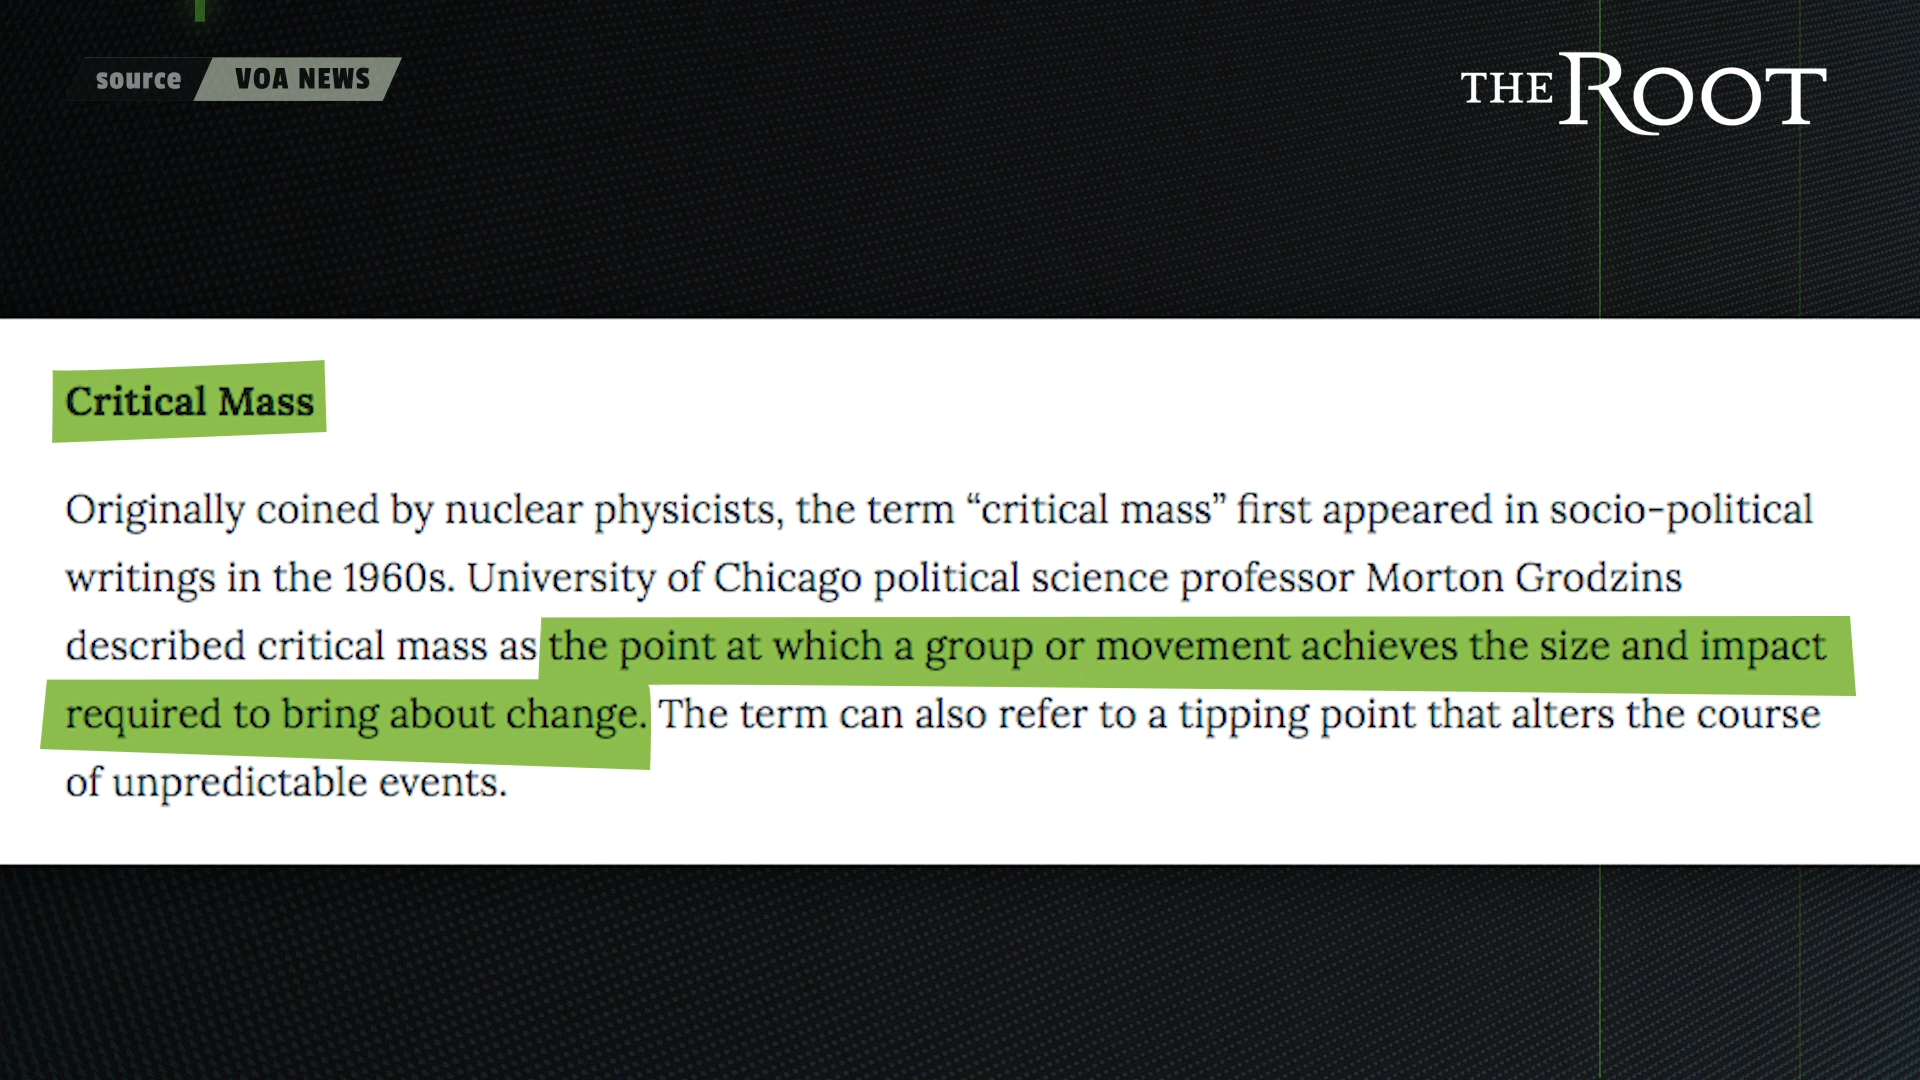 source VOA NEWS
THE ROOT
Critical Mass
Originally coined by nuclear physicists, the term “critical mass” first appeared in socio-political
writings in the 1960s. University of Chicago political science professor Morton Grodzins
described critical mass as the point at which a group or movement achieves the size and impact
required to bring about change. The term can also refer to a tipping point that alters the course
of unpredictable events.